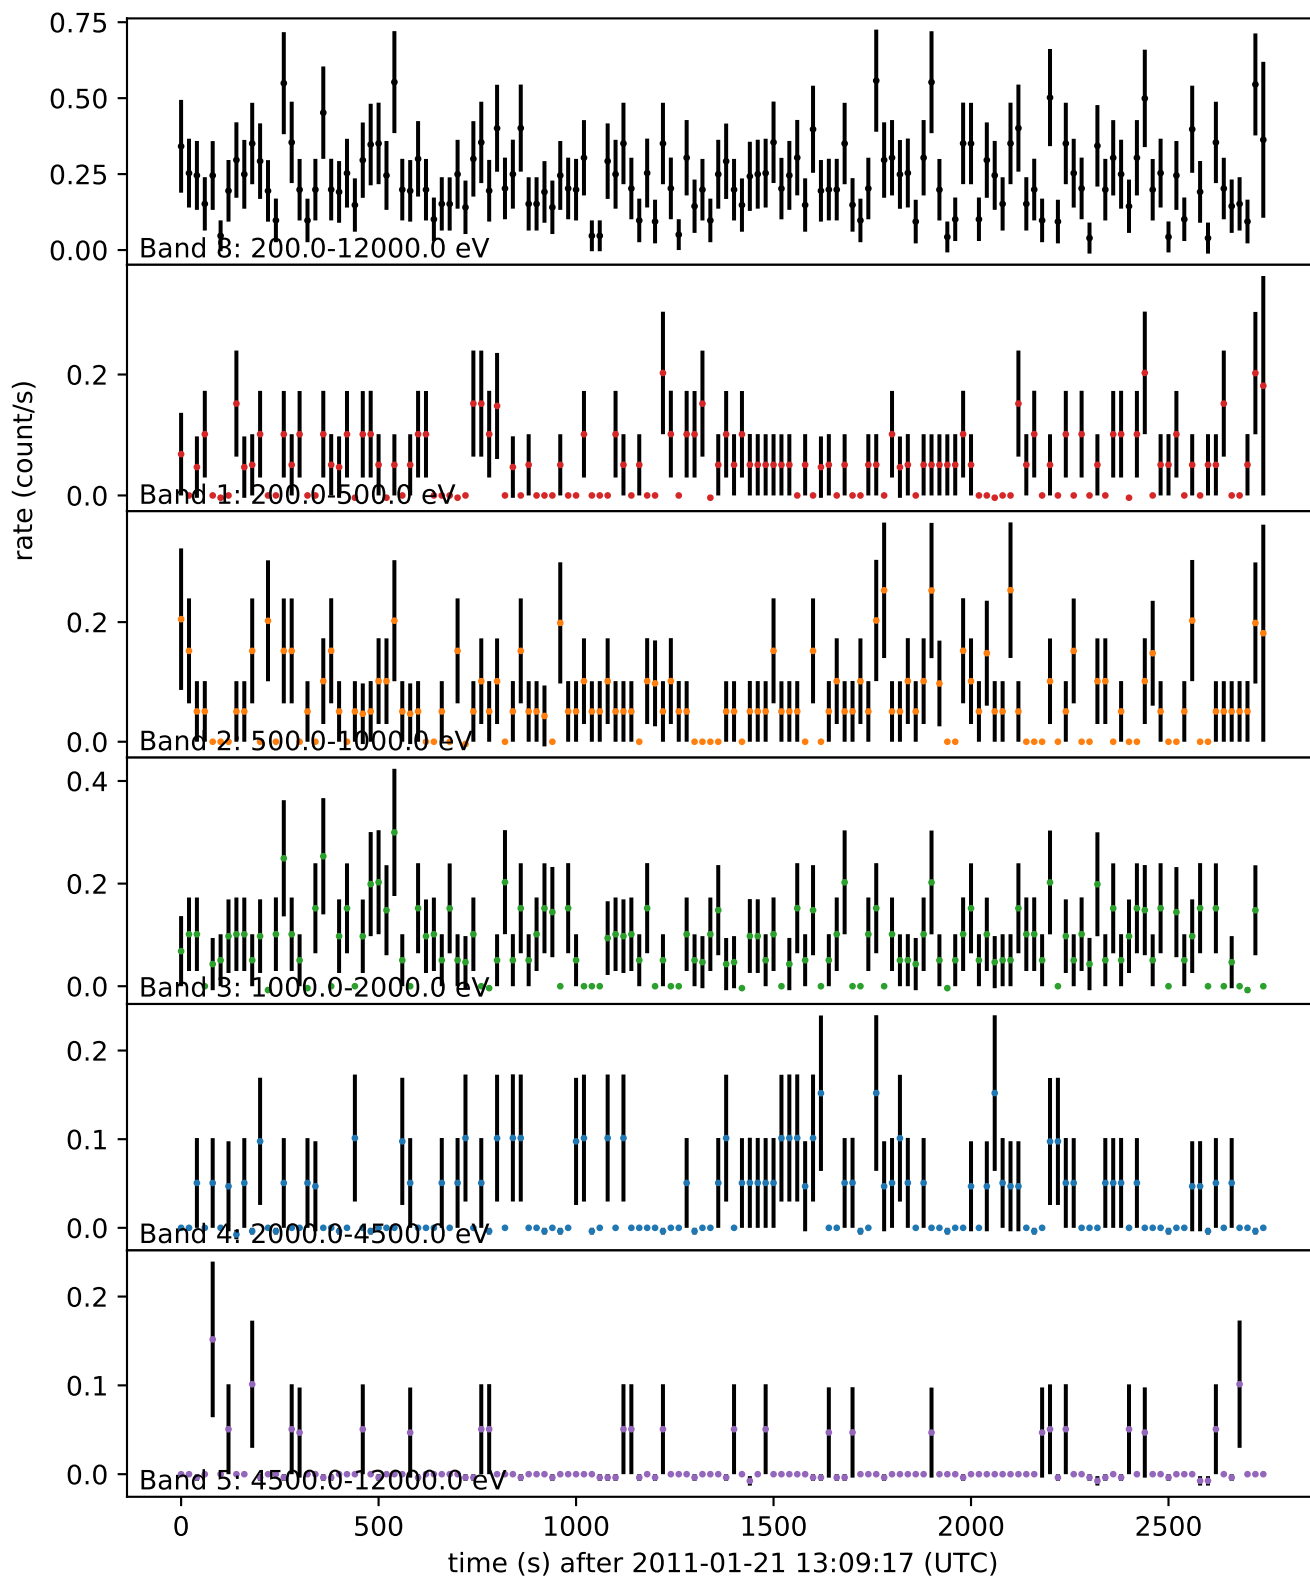 0.75
0.50
0.25
0.00
Band 8: 200.0-12000.0 eV
0.2
0.0
Band 1: 200.0-500.0 eV
rate (count/s)
0.2
0.0
Band 2: 500.0-1000.0 eV
0.4
0.2
0.0
Band 3: 1000.0-2000.0 eV
0.2
0.1
0.0
Band 4: 2000.0-4500.0 eV
0.2
0.1
0.0
Band 5: 4500.0-12000.0 eV
0 500 1000 1500 2000 2500
time (s) after 2011-01-21 13:09:17 (UTC)